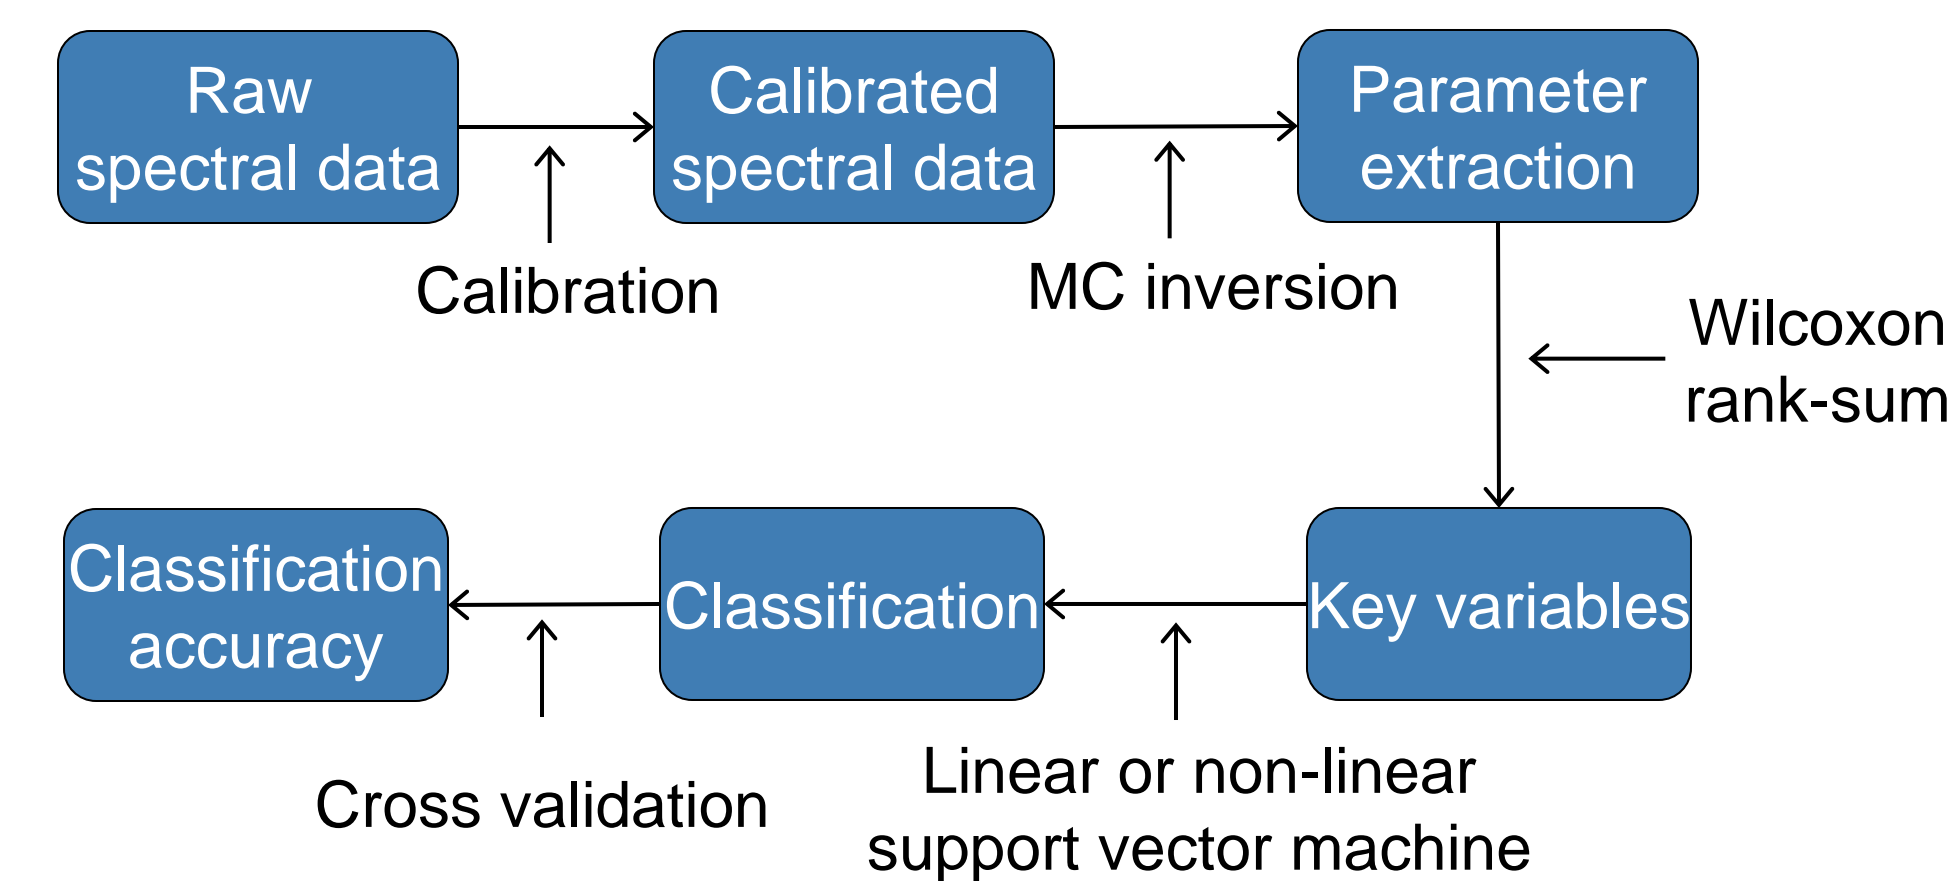 Raw
spectral data
Calibrated
spectral data
Parameter
extraction
Calibration
MC inversion
Wilcoxon
rank-sum
Classification
accuracy
Classification
Key variables
Cross validation
Linear or non-linear
support vector machine